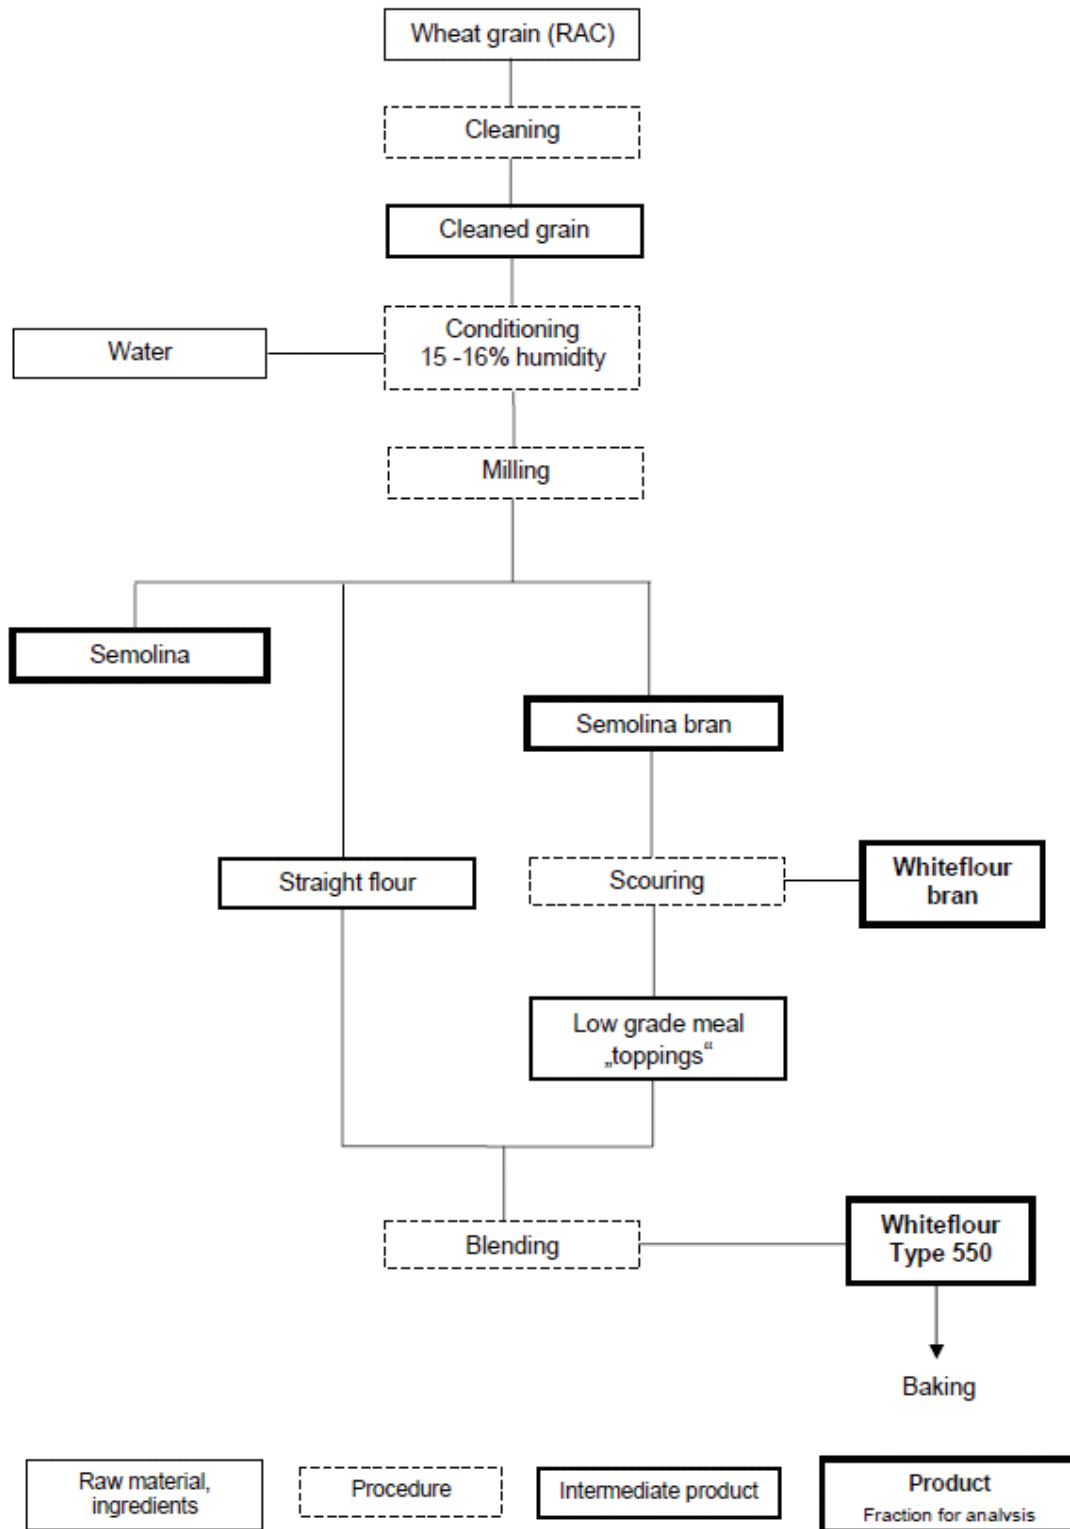 Wheat grain (RAC)
Cleaning
Cleaned grain
Water
Conditioning
15 -16% humidity
Milling
Semolina
Semolina bran
Straight flour
Scouring
Whiteflour
bran
Low grade meal
„toppings“
Blending
Whiteflour
Type 550
Baking
Raw material,
ingredients
Procedure
Intermediate product
Product
Fraction for analysis